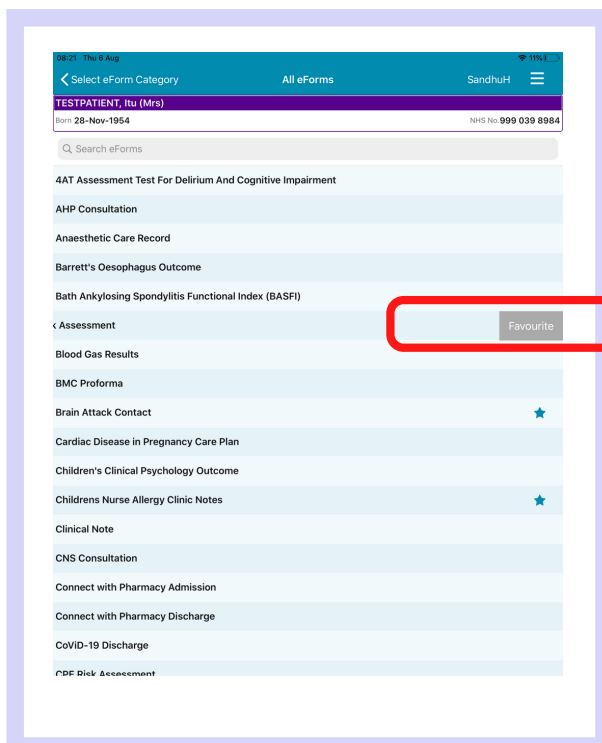 08:21 Thu 6 Aug 11%
Select eForm Category All eForms SandhuH
TESTPATIENT, Itu (Mrs)
Born 28-Nov-1954 NHS No. 999 039 8984
Search eForms
4AT Assessment Test For Delirium And Cognitive Impairment
AHP Consultation
Anaesthetic Care Record
Barrett's Oesophagus Outcome
Bath Ankylosing Spondylitis Functional Index (BASFI)
Assessment Favourite
Blood Gas Results
BMC Proforma
Brain Attack Contact
Cardiac Disease in Pregnancy Care Plan
Children's Clinical Psychology Outcome
Childrens Nurse Allergy Clinic Notes
Clinical Note
CNS Consultation
Connect with Pharmacy Admission
Connect with Pharmacy Discharge
CoViD-19 Discharge
Risk Assessment